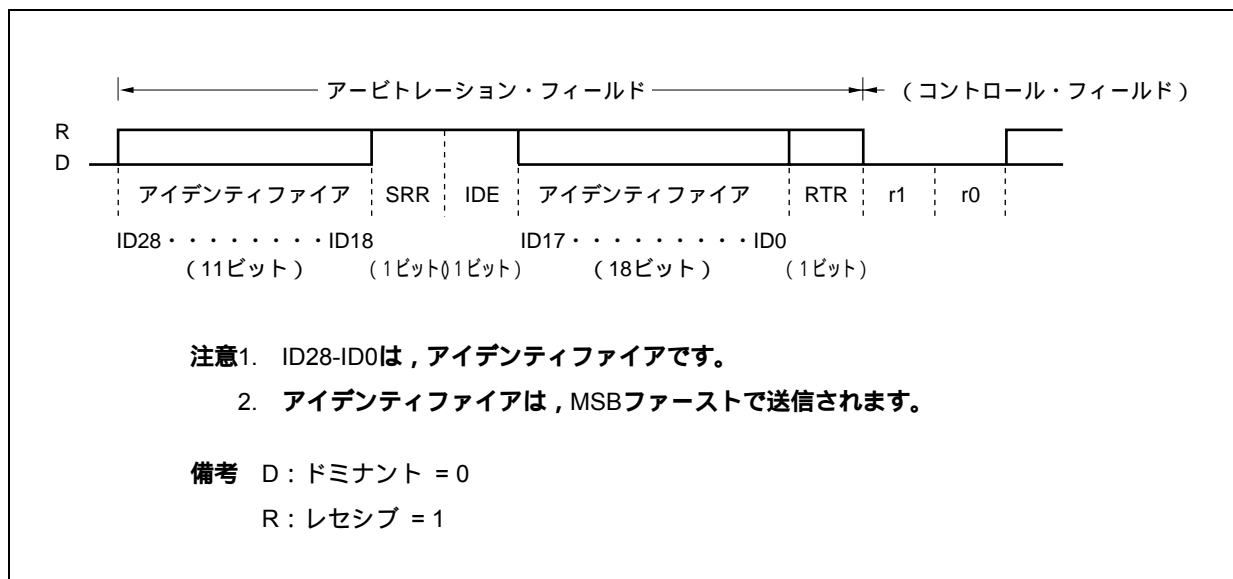 アービトレーション・フィールド （コントロール・フィールド）
R
D
アイデンティファイア SRR IDE アイデンティファイア RTR r1 r0
ID28・・・・・・・・ID18 ID17・・・・・・・・・ID0
（11ビット） （1ビット）（1ビット） （18ビット） （1ビット）
注意1. ID28-ID0は，アイデンティファイアです。
2. アイデンティファイアは，MSBファーストで送信されます。
備考 D：ドミナント = 0
R：レセシブ = 1